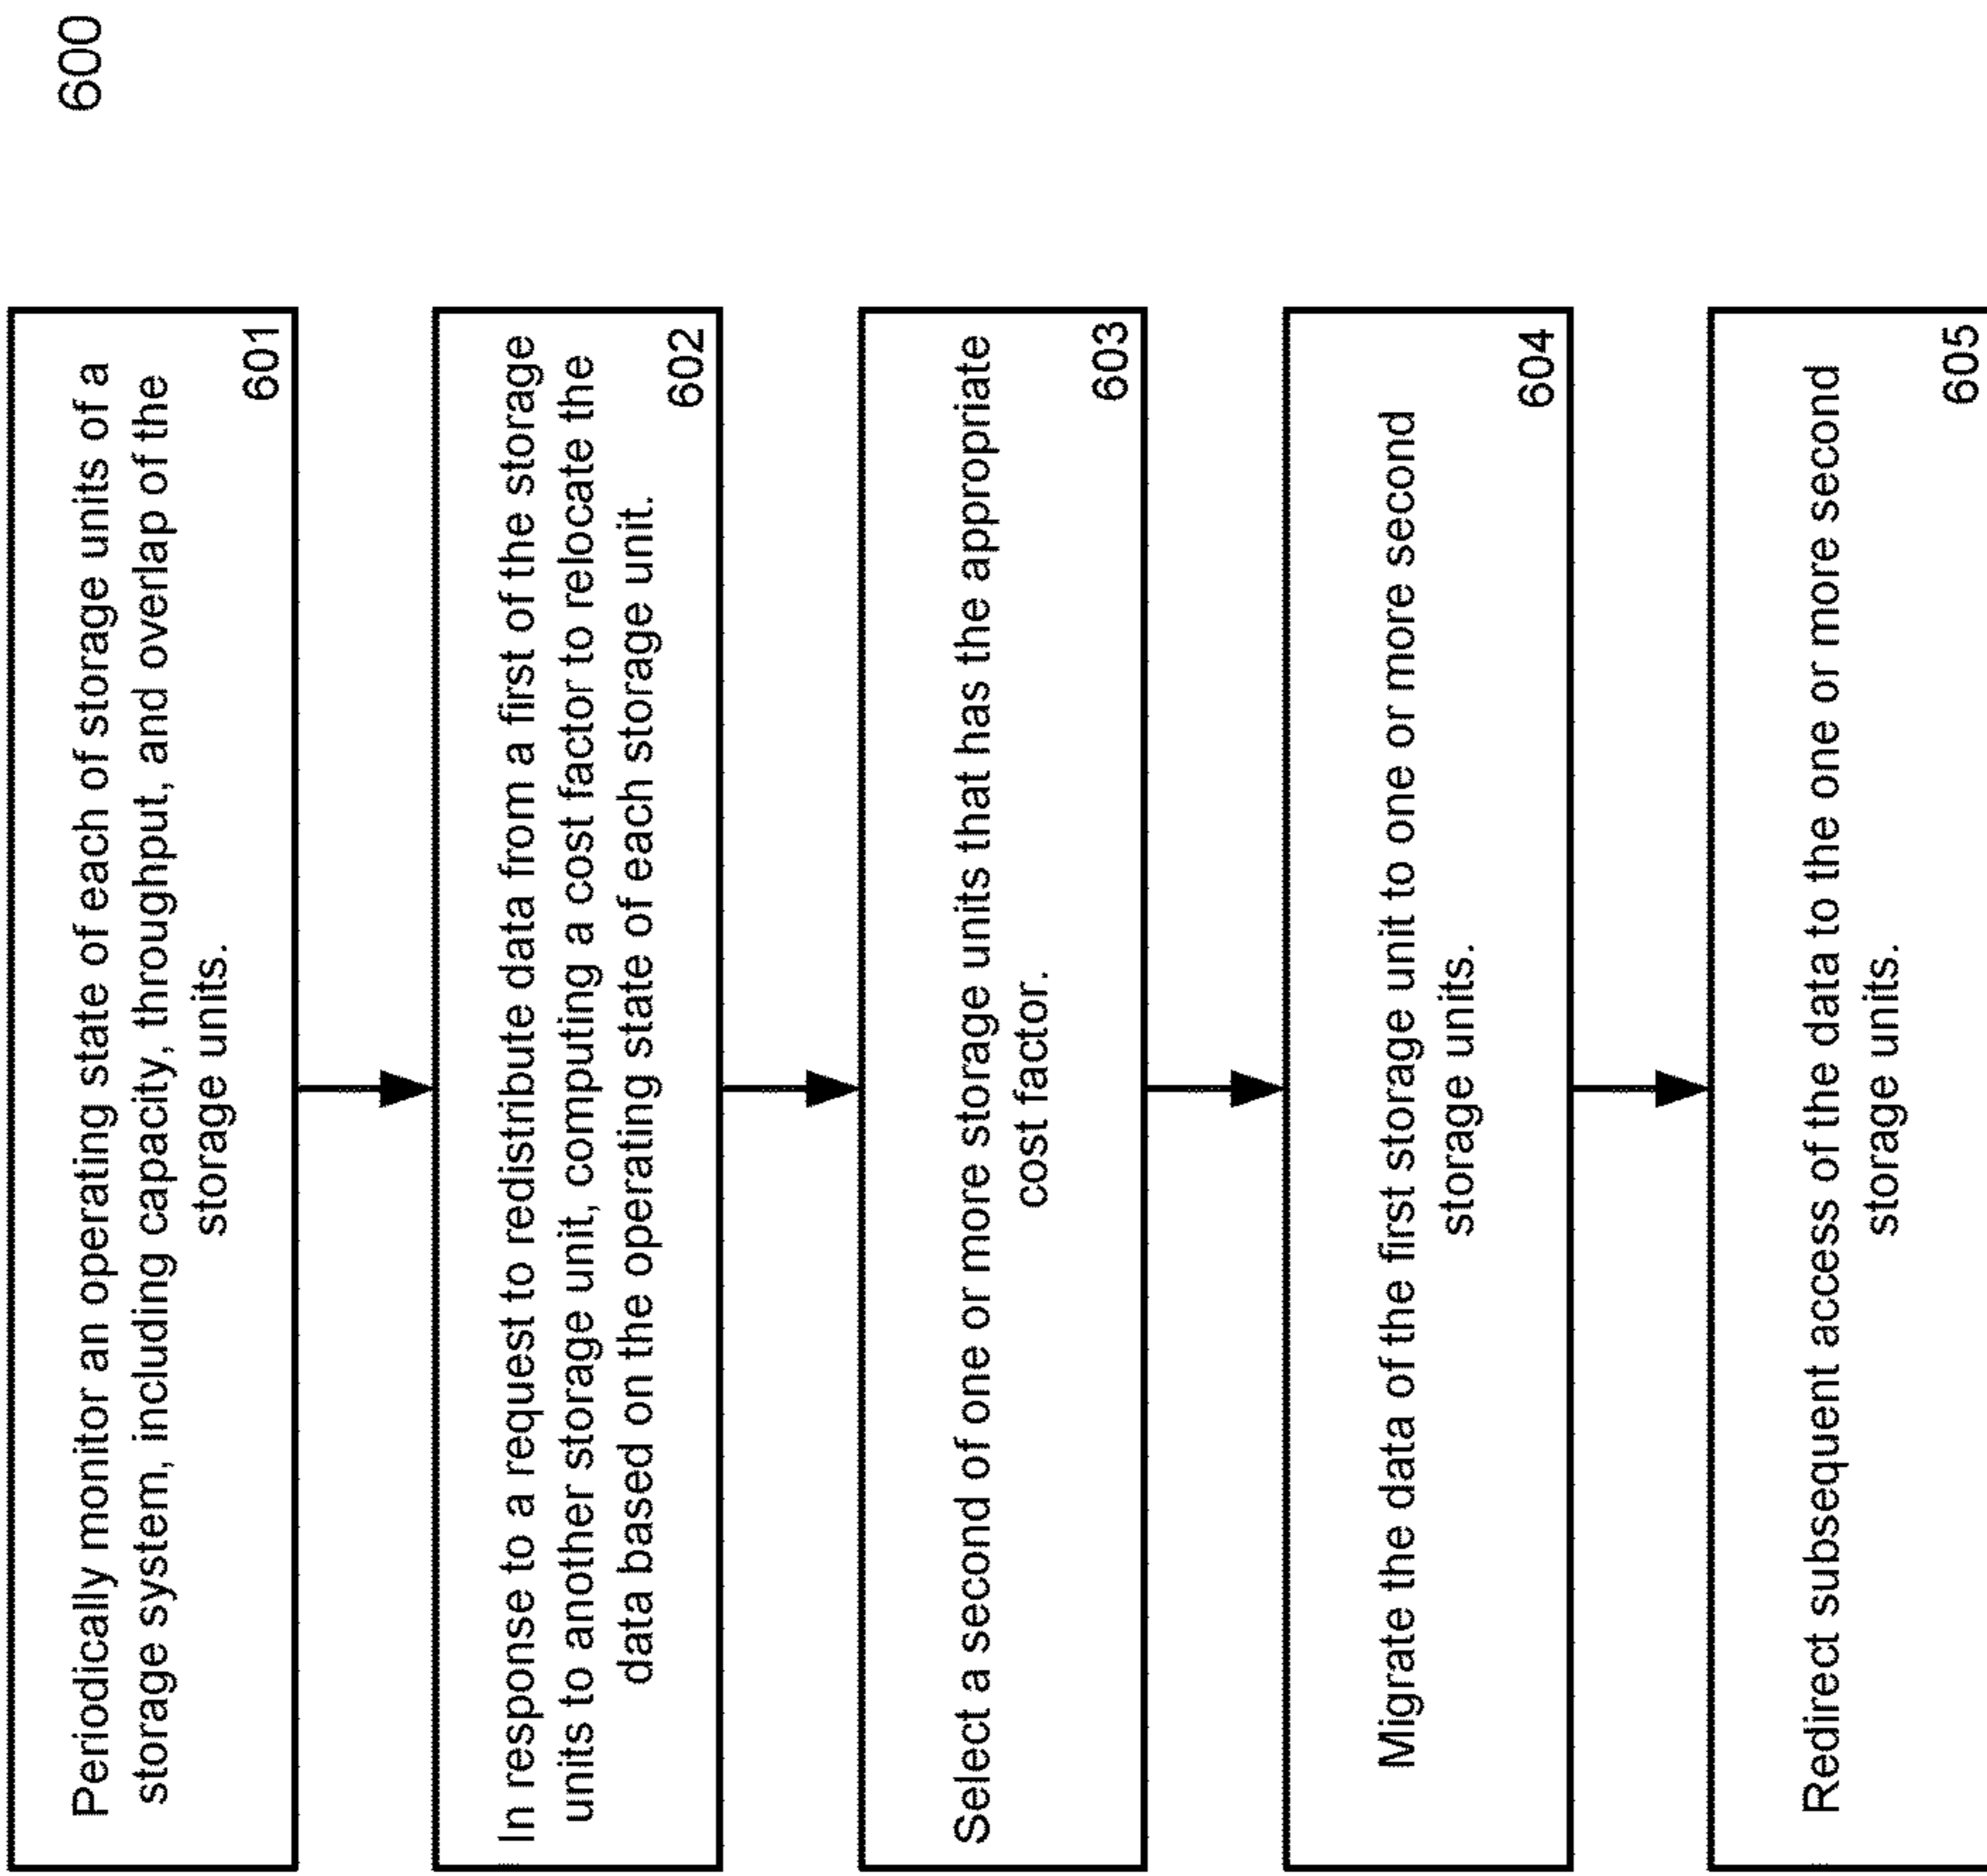 600
Periodically monitor an operating state of each of storage units of a
storage system, including capacity, throughput, and overlap of the
storage units.
601
In response to a request to redistribute data from a first of the storage
units to another storage unit, computing a cost factor to relocate the
data based on the operating state of each storage unit.
602
Select a second of one or more storage units that has the appropriate
cost factor.
603
Migrate the data of the first storage unit to one or more second
storage units.
604
Redirect subsequent access of the data to the one or more second
storage units.
605